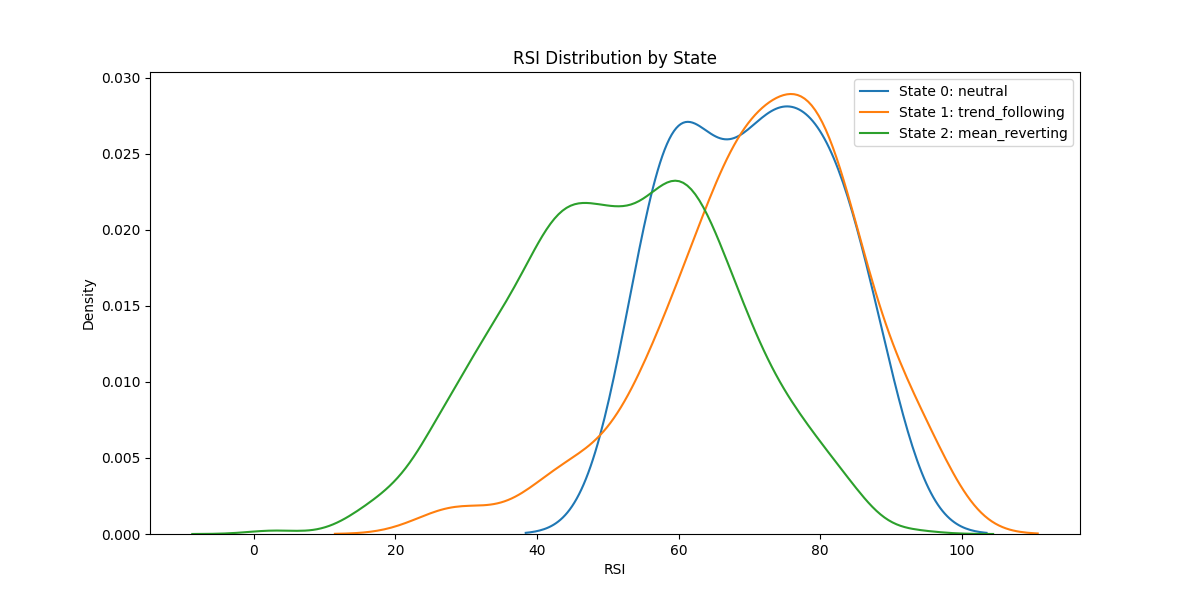 RSI Distribution by State
State 0: neutral
State 1: trend_following
State 2: mean_reverting
Density
0.030
0.025
0.020
0.015
0.010
0.005
0.000
0 20 40 60 80 100
RSI